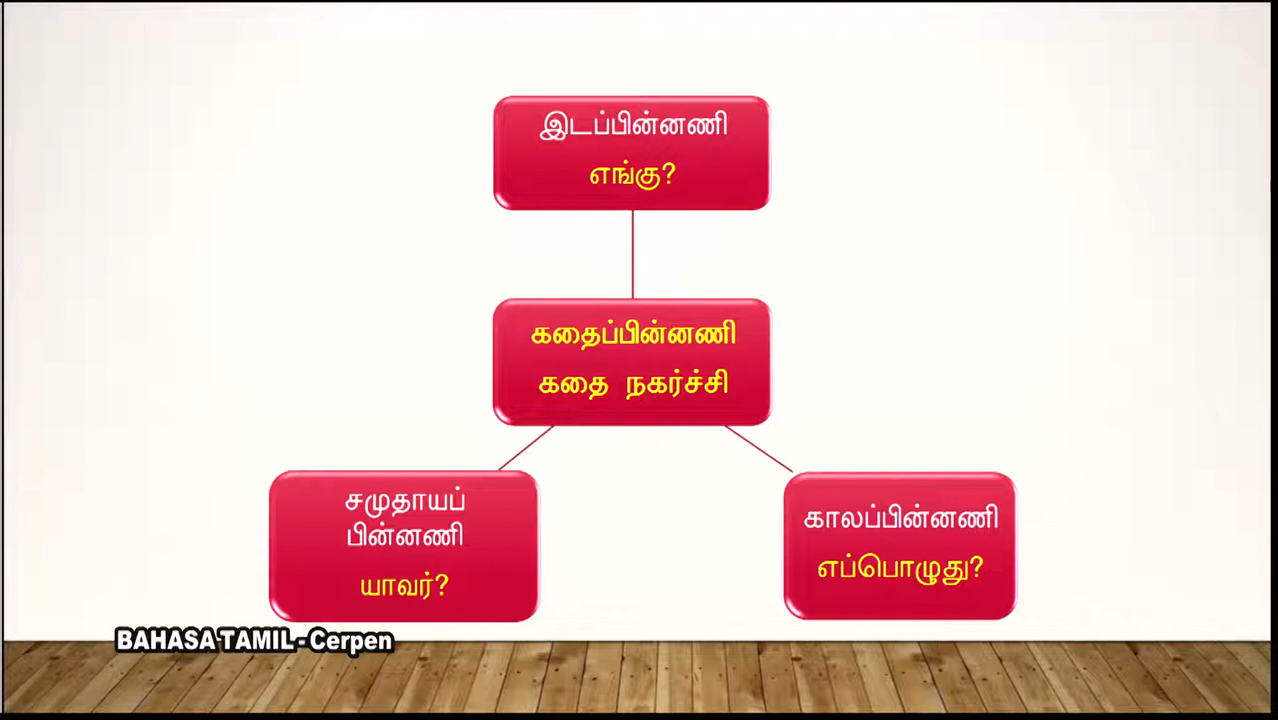 இடப்பின்னணி
எங்கு?
கதைப்பின்னணி
கதை நகர்ச்சி
சமுதாயப்
பின்னணி
யாவர்?
காலப்பின்னணி
எப்பொழுது?
BAHASA TAMIL - Cerpen